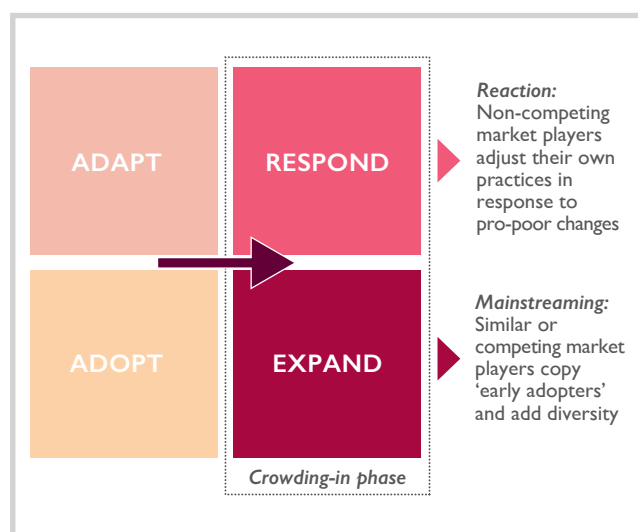 ADAPT
RESPOND
Reaction:
Non-competing
market players
adjust their own
practices in
response to
pro-poor changes
ADOPT
EXPAND
Mainstreaming:
Similar or
competing market
players copy
‘early adopters’
and add diversity
Crowding-in phase